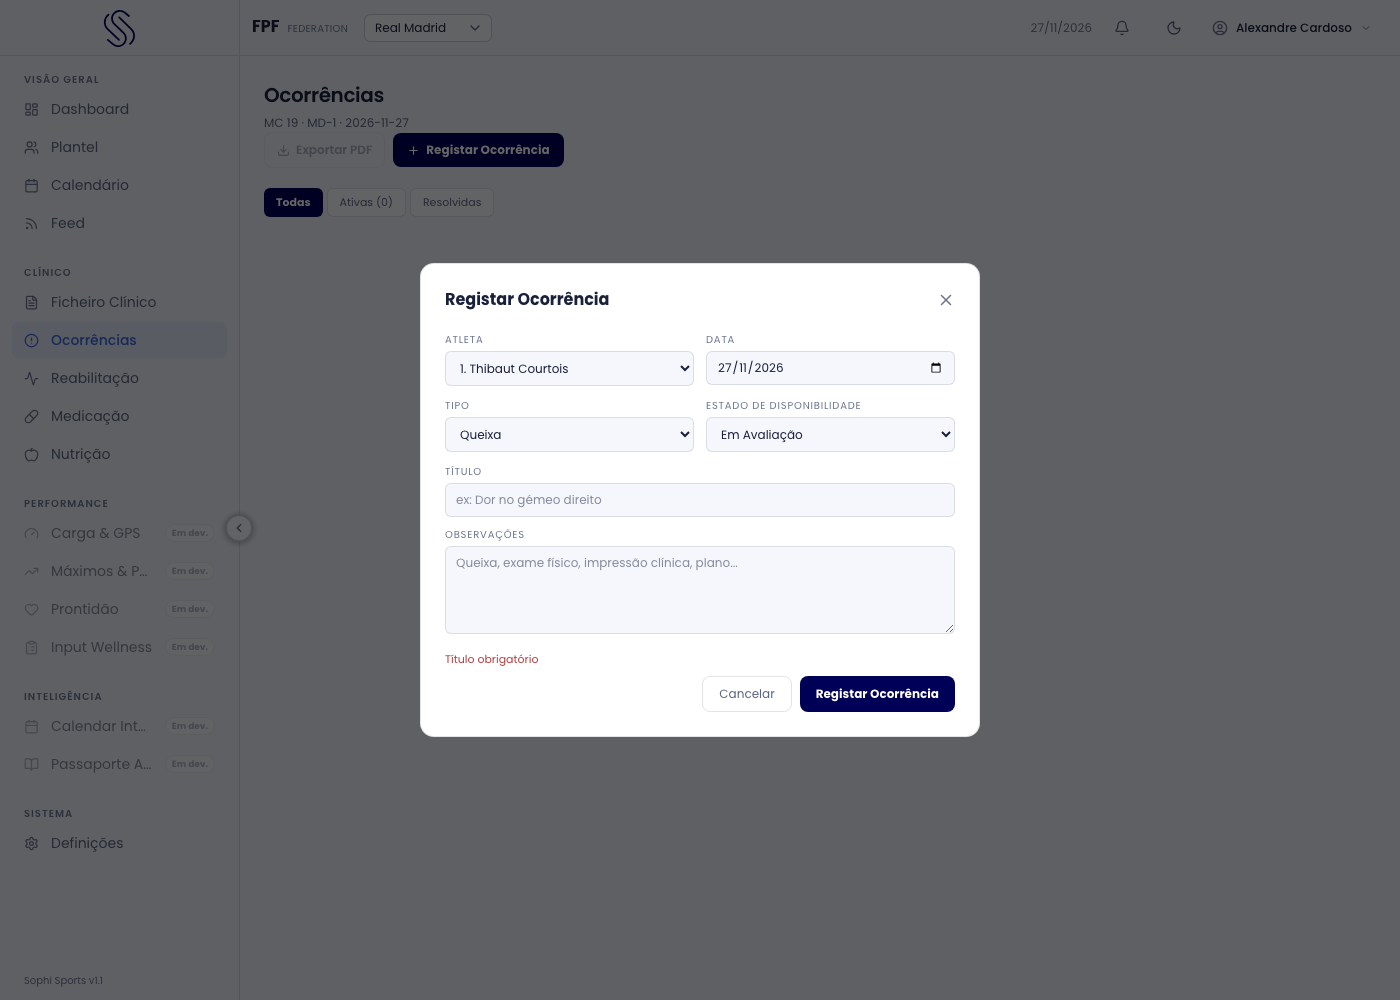 FPF FEDERATION Real Madrid 27/11/2026 Alexandre Cardoso
VISÃO GERAL
Dashboard
Plantel
Calendário
Feed
CLÍNICO
Ficheiro Clínico
Ocorrências
Reabilitação
Medicação
Nutrição
PERFORMANCE
Carga & GPS Em dev.
Máximos & P... Em dev.
Prontidão Em dev.
Input Wellness Em dev.
INTELIGÊNCIA
Calendar Int... Em dev.
Passaporte A... Em dev.
SISTEMA
Definições
Sophi Sports v1.1
Ocorrências
MC 19 · MD-1 · 2026-11-27
Exportar PDF Registar Ocorrência
Todas Ativas (0) Resolvidas
Registar Ocorrência
ATLETA DATA
1. Thibaut Courtois 27/11/2026
TIPO ESTADO DE DISPONIBILIDADE
Queixa Em Avaliação
TÍTULO
ex: Dor no gémeo direito
OBSERVAÇÕES
Queixa, exame físico, impressão clínica, plano...
Título obrigatório
Cancelar Registar Ocorrência